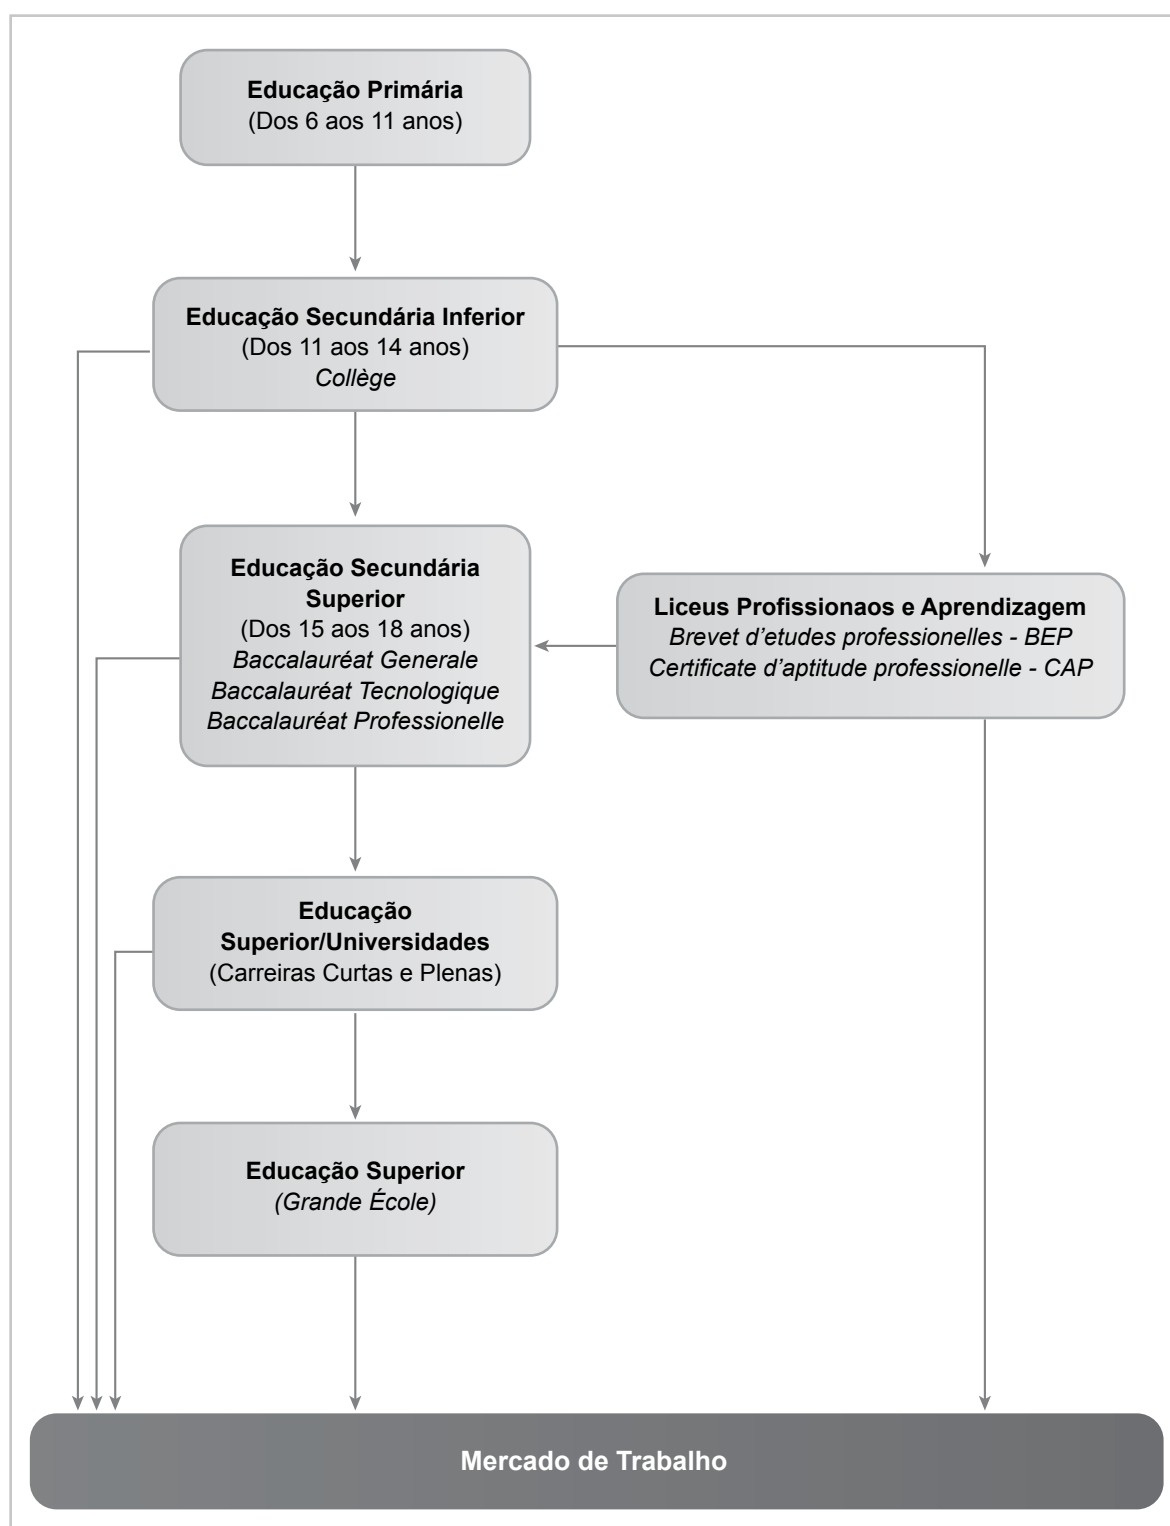 Educação Primária
(Dos 6 aos 11 anos)
Educação Secundária Inferior
(Dos 11 aos 14 anos)
Collège
Educação Secundária
Superior
(Dos 15 aos 18 anos)
Baccalauréat Generale
Baccalauréat Tecnologique
Baccalauréat Professionelle
Liceus Profissionaos e Aprendizagem
Brevet d'etudes professionelles - BEP
Certificate d'aptitude professionelle - CAP
Educação
Superior/Universidades
(Carreiras Curtas e Plenas)
Educação Superior
(Grande École)
Mercado de Trabalho